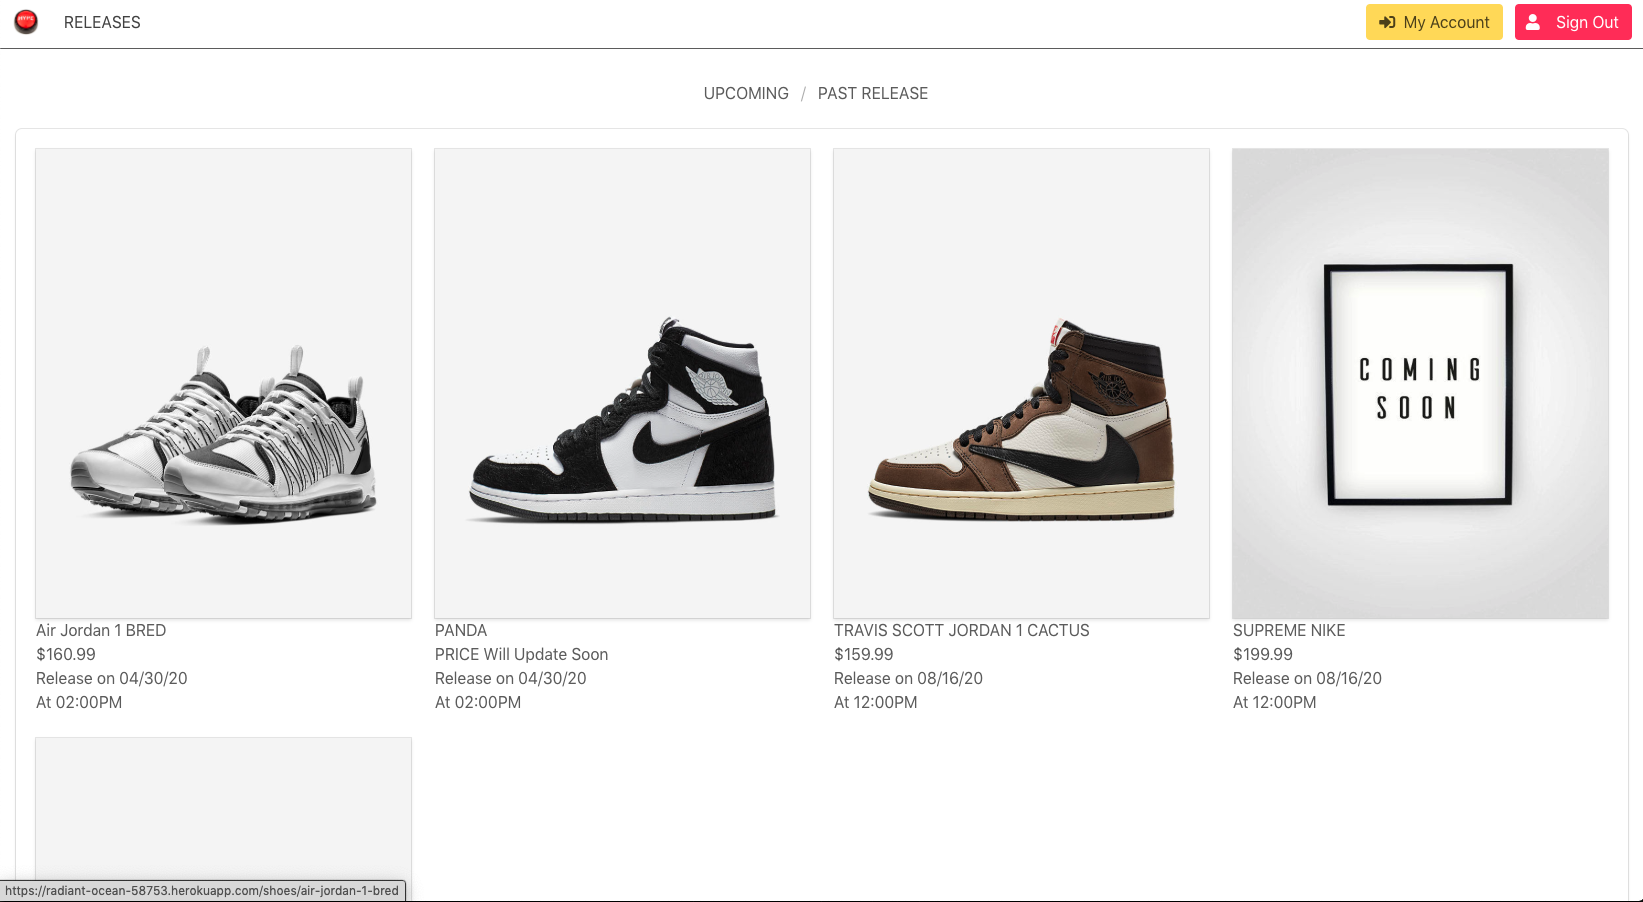 HYPE
RELEASES
My Account
Sign Out
UPCOMING / PAST RELEASE
COMING
SOON
Air Jordan 1 BRED
$160.99
Release on 04/30/20
At 02:00PM
PANDA
PRICE Will Update Soon
Release on 04/30/20
At 02:00PM
TRAVIS SCOTT JORDAN 1 CACTUS
$159.99
Release on 08/16/20
At 12:00PM
SUPREME NIKE
$199.99
Release on 08/16/20
At 12:00PM
https://radiant-ocean-58753.herokuapp.com/shoes/air-jordan-1-bred